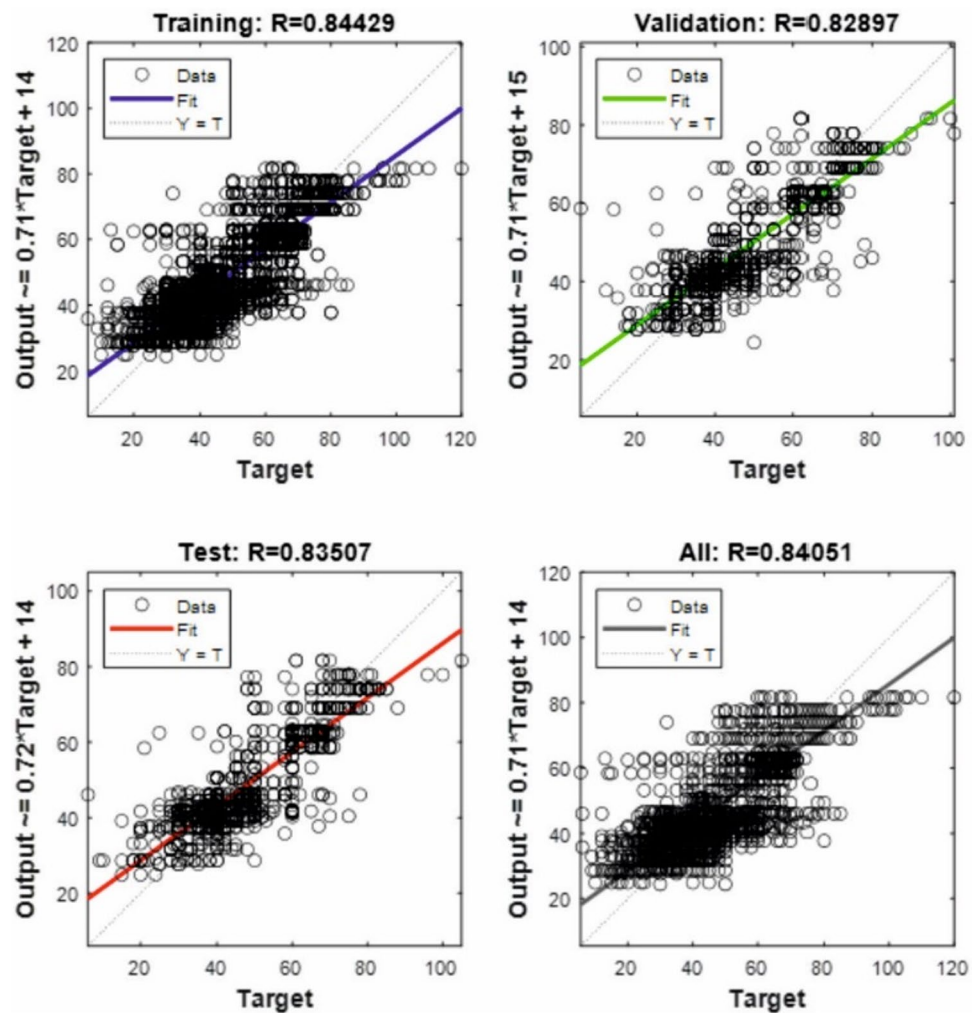 Training: R=0.84429
Output ~= 0.71*Target + 14
120
100
80
60
40
20
Data
Fit
Y = T
20 40 60 80 100 120
Target
Validation: R=0.82897
Output ~= 0.71*Target + 15
100
80
60
40
20
Data
Fit
Y = T
20 40 60 80 100
Target
Test: R=0.83507
Output ~= 0.72*Target + 14
100
80
60
40
20
Data
Fit
Y = T
20 40 60 80 100
Target
All: R=0.84051
Output ~= 0.71*Target + 14
120
100
80
60
40
20
Data
Fit
Y = T
20 40 60 80 100 120
Target